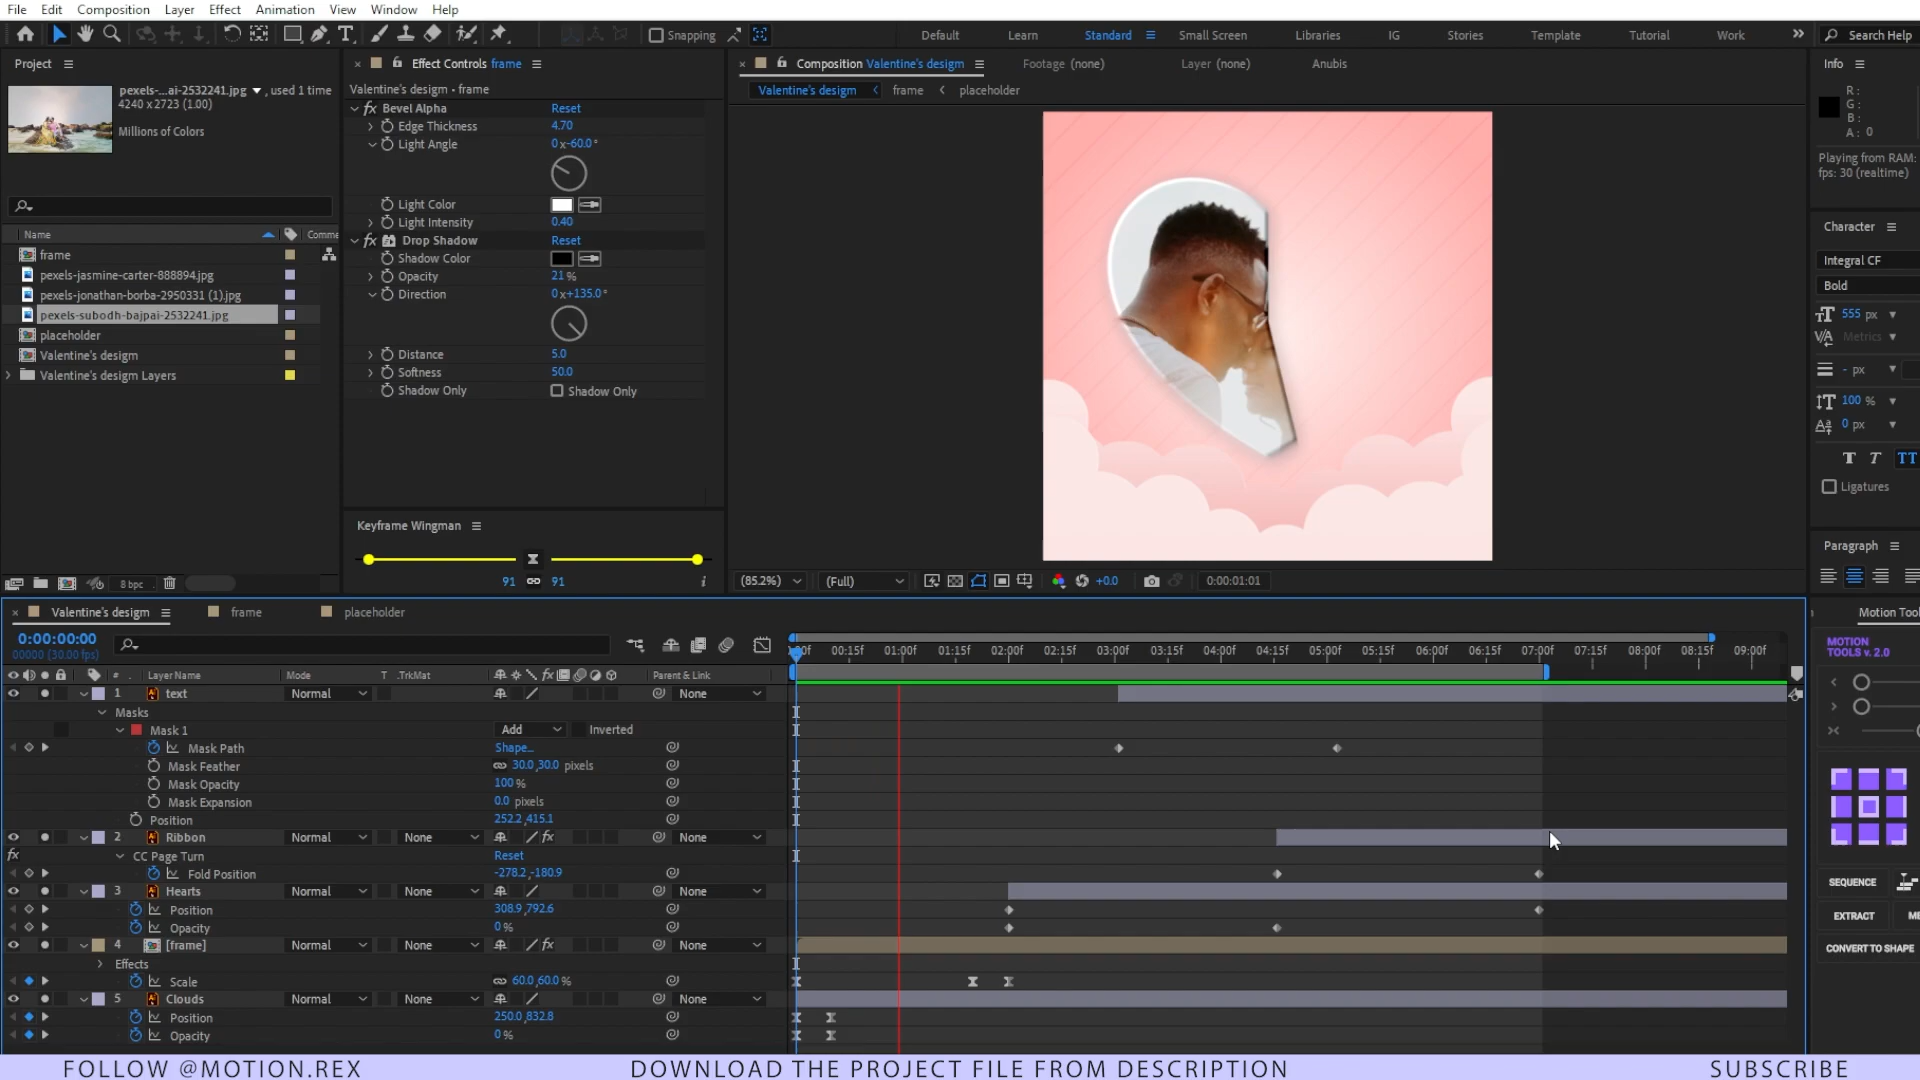 File Edit Composition Layer Effect Animation View Window Help
Snapping
Default Learn Standard Small Screen Libraries IG Stories Template Tutorial Work Search Help
Project
pexels-...ai-2532241.jpg , used 1 time
4240 x 2723 (1.00)
Millions of Colors
Name Comme
frame
pexels-jasmine-carter-888894.jpg
pexels-jonathan-borba-2950331 (1).jpg
pexels-subodh-bajpai-2532241.jpg
placeholder
Valentine's desigm
Valentine's desigm Layers
8 bpc
Effect Controls frame
Valentine's desigm • frame
fx Bevel Alpha Reset
Edge Thickness 4.70
Light Angle 0 x-60.0°
Light Color
Light Intensity 0.40
fx Drop Shadow Reset
Shadow Color
Opacity 21 %
Direction 0 x+135.0°
Distance 5.0
Softness 50.0
Shadow Only Shadow Only
Keyframe Wingman
91 91 i
Composition Valentine's desigm Footage (none) Layer (none) Anubis
Valentine's desigm frame placeholder
(85.2%) (Full) +0.0 0:00:01:01
Info
R :
G :
B :
A : 0
Playing from RAM:
fps: 30 (realtime)
Character
Integral CF
Bold
555 px
Metrics
- px
100 %
0 px
T T TT
Ligatures
Paragraph
Valentine's desigm frame placeholder
0:00:00:00
00000 (30.00 fps)
:00f 00:15f 01:00f 01:15f 02:00f 02:15f 03:00f 03:15f 04:00f 04:15f 05:00f 05:15f 06:00f 06:15f 07:00f 07:15f 08:00f 08:15f 09:00f
# . Layer Name Mode T .TrkMat fx Parent & Link
1 text Normal None
Masks
Mask 1 Add Inverted
Mask Path Shape...
Mask Feather 30.0,30.0 pixels
Mask Opacity 100 %
Mask Expansion 0.0 pixels
Position 252.2,415.1
2 Ribbon Normal None fx None
fx CC Page Turn Reset
Fold Position -278.2,-180.9
3 Hearts Normal None None
Position 308.9,792.6
Opacity 0 %
4 [frame] Normal None fx None
Effects
Scale 60.0,60.0 %
5 Clouds Normal None None
Position 250.0,832.8
Opacity 0 %
Motion Tool
MOTION
TOOLS v. 2.0
SEQUENCE
EXTRACT ME
CONVERT TO SHAPE
FOLLOW @MOTION.REX DOWNLOAD THE PROJECT FILE FROM DESCRIPTION SUBSCRIBE